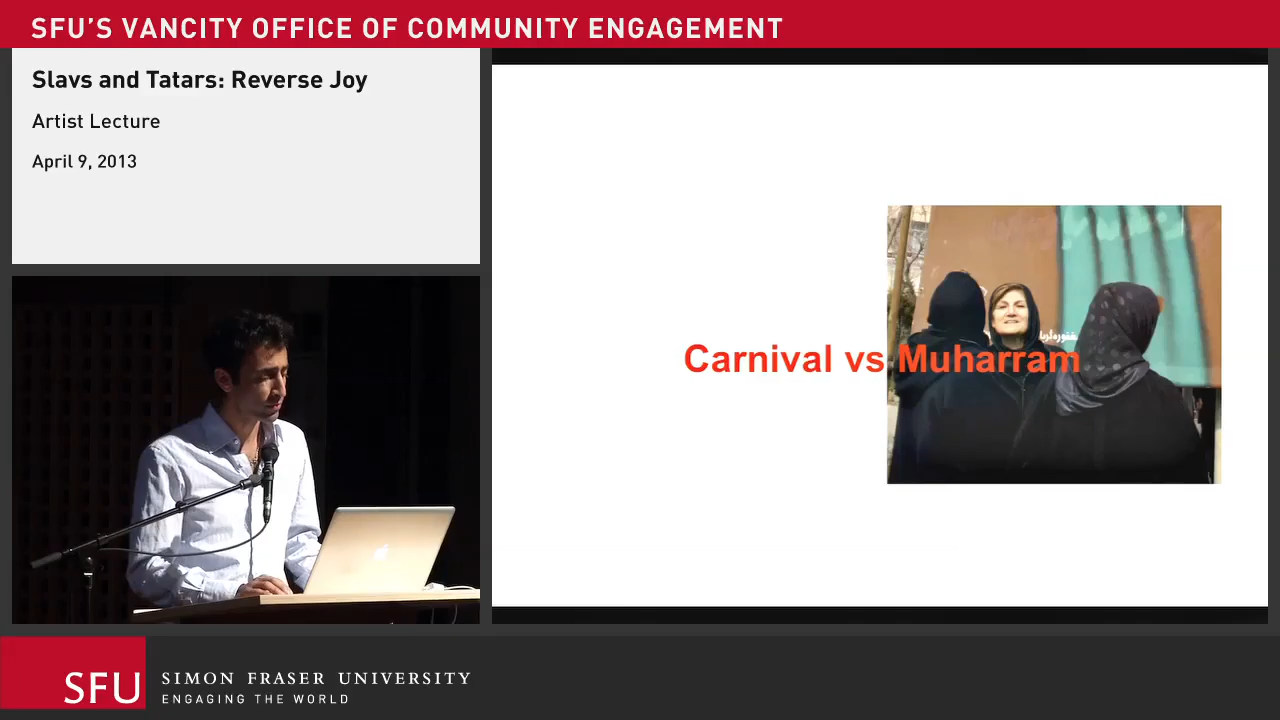 SFU'S VANCITY OFFICE OF COMMUNITY ENGAGEMENT
Slavs and Tatars: Reverse Joy
Artist Lecture
April 9, 2013
Carnival vs Muharram
SFU
SIMON FRASER UNIVERSITY
ENGAGING THE WORLD